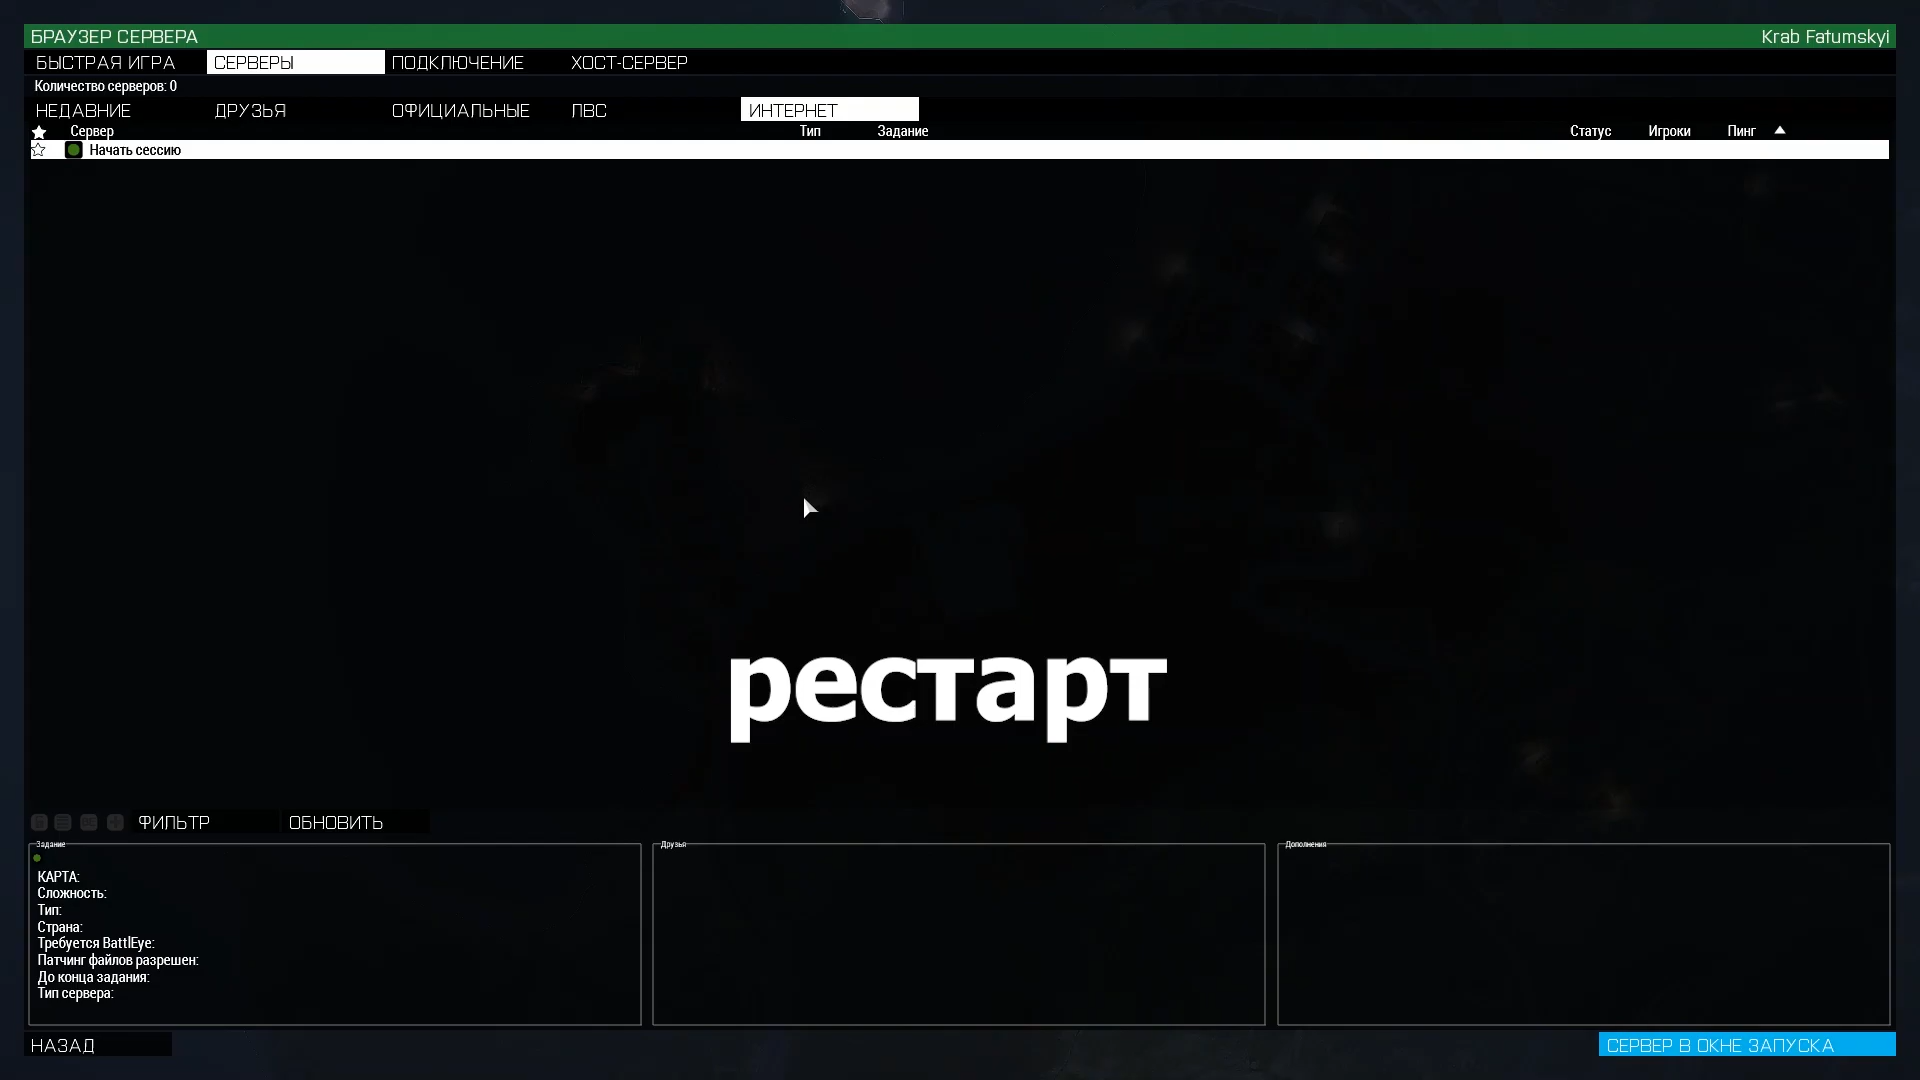 БРАУЗЕР СЕРВЕРА Krab Fatumskyi
БЫСТРАЯ ИГРА СЕРВЕРЫ ПОДКЛЮЧЕНИЕ ХОСТ-СЕРВЕР
Количество серверов: 0
НЕДАВНИЕ ДРУЗЬЯ ОФИЦИАЛЬНЫЕ ЛВС ИНТЕРНЕТ
Сервер Тип Задание Статус Игроки Пинг
Начать сессию
рестарт
ФИЛЬТР ОБНОВИТЬ
Задание Друзья Дополнения
КАРТА:
Сложность:
Тип:
Страна:
Требуется BattlEye:
Патчинг файлов разрешен:
До конца задания:
Тип сервера:
НАЗАД СЕРВЕР В ОКНЕ ЗАПУСКА